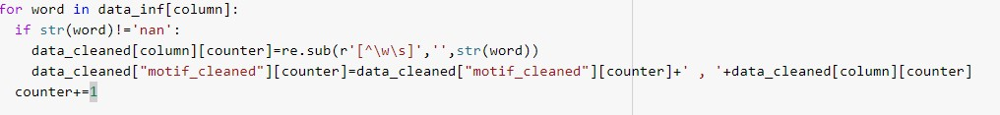 for word in data_inf[column]:
  if str(word)!='nan':
    data_cleaned[column][counter]=re.sub(r'[^\w\s]','',str(word))
    data_cleaned["motif_cleaned"][counter]=data_cleaned["motif_cleaned"][counter]+' , '+data_cleaned[column][counter]
  counter+=1